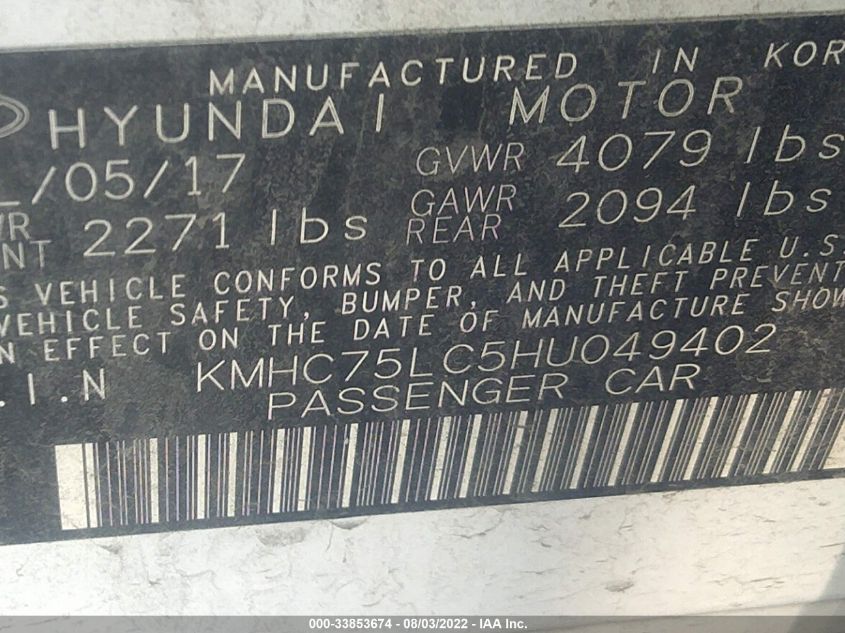 MANUFACTURED IN KOR
HYUNDAI MOTOR
/05/17 GVWR 4079 lbs
WR 2271 lbs GAWR 2094 lbs
NT REAR
S VEHICLE CONFORMS TO ALL APPLICABLE U.S.
VEHICLE SAFETY, BUMPER, AND THEFT PREVENT
N EFFECT ON THE DATE OF MANUFACTURE SHOW
.I.N KMHC75LC5HU049402
PASSENGER CAR
000-33853674 - 08/03/2022 - IAA Inc.